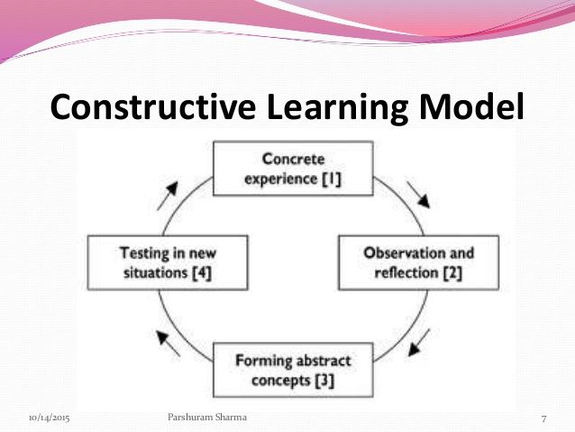 Constructive Learning Model
Concrete
experience [1]
Observation and
reflection [2]
Forming abstract
concepts [3]
Testing in new
situations [4]
10/14/2015
Parshuram Sharma
7